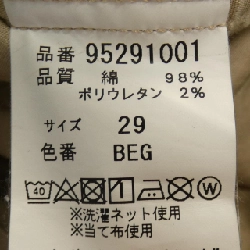 品番 95291001
品質 綿 98%
ポリウレタン 2%
サイズ 29
色番 BEG
40 1 W
※洗濯ネット使用
※当て布使用